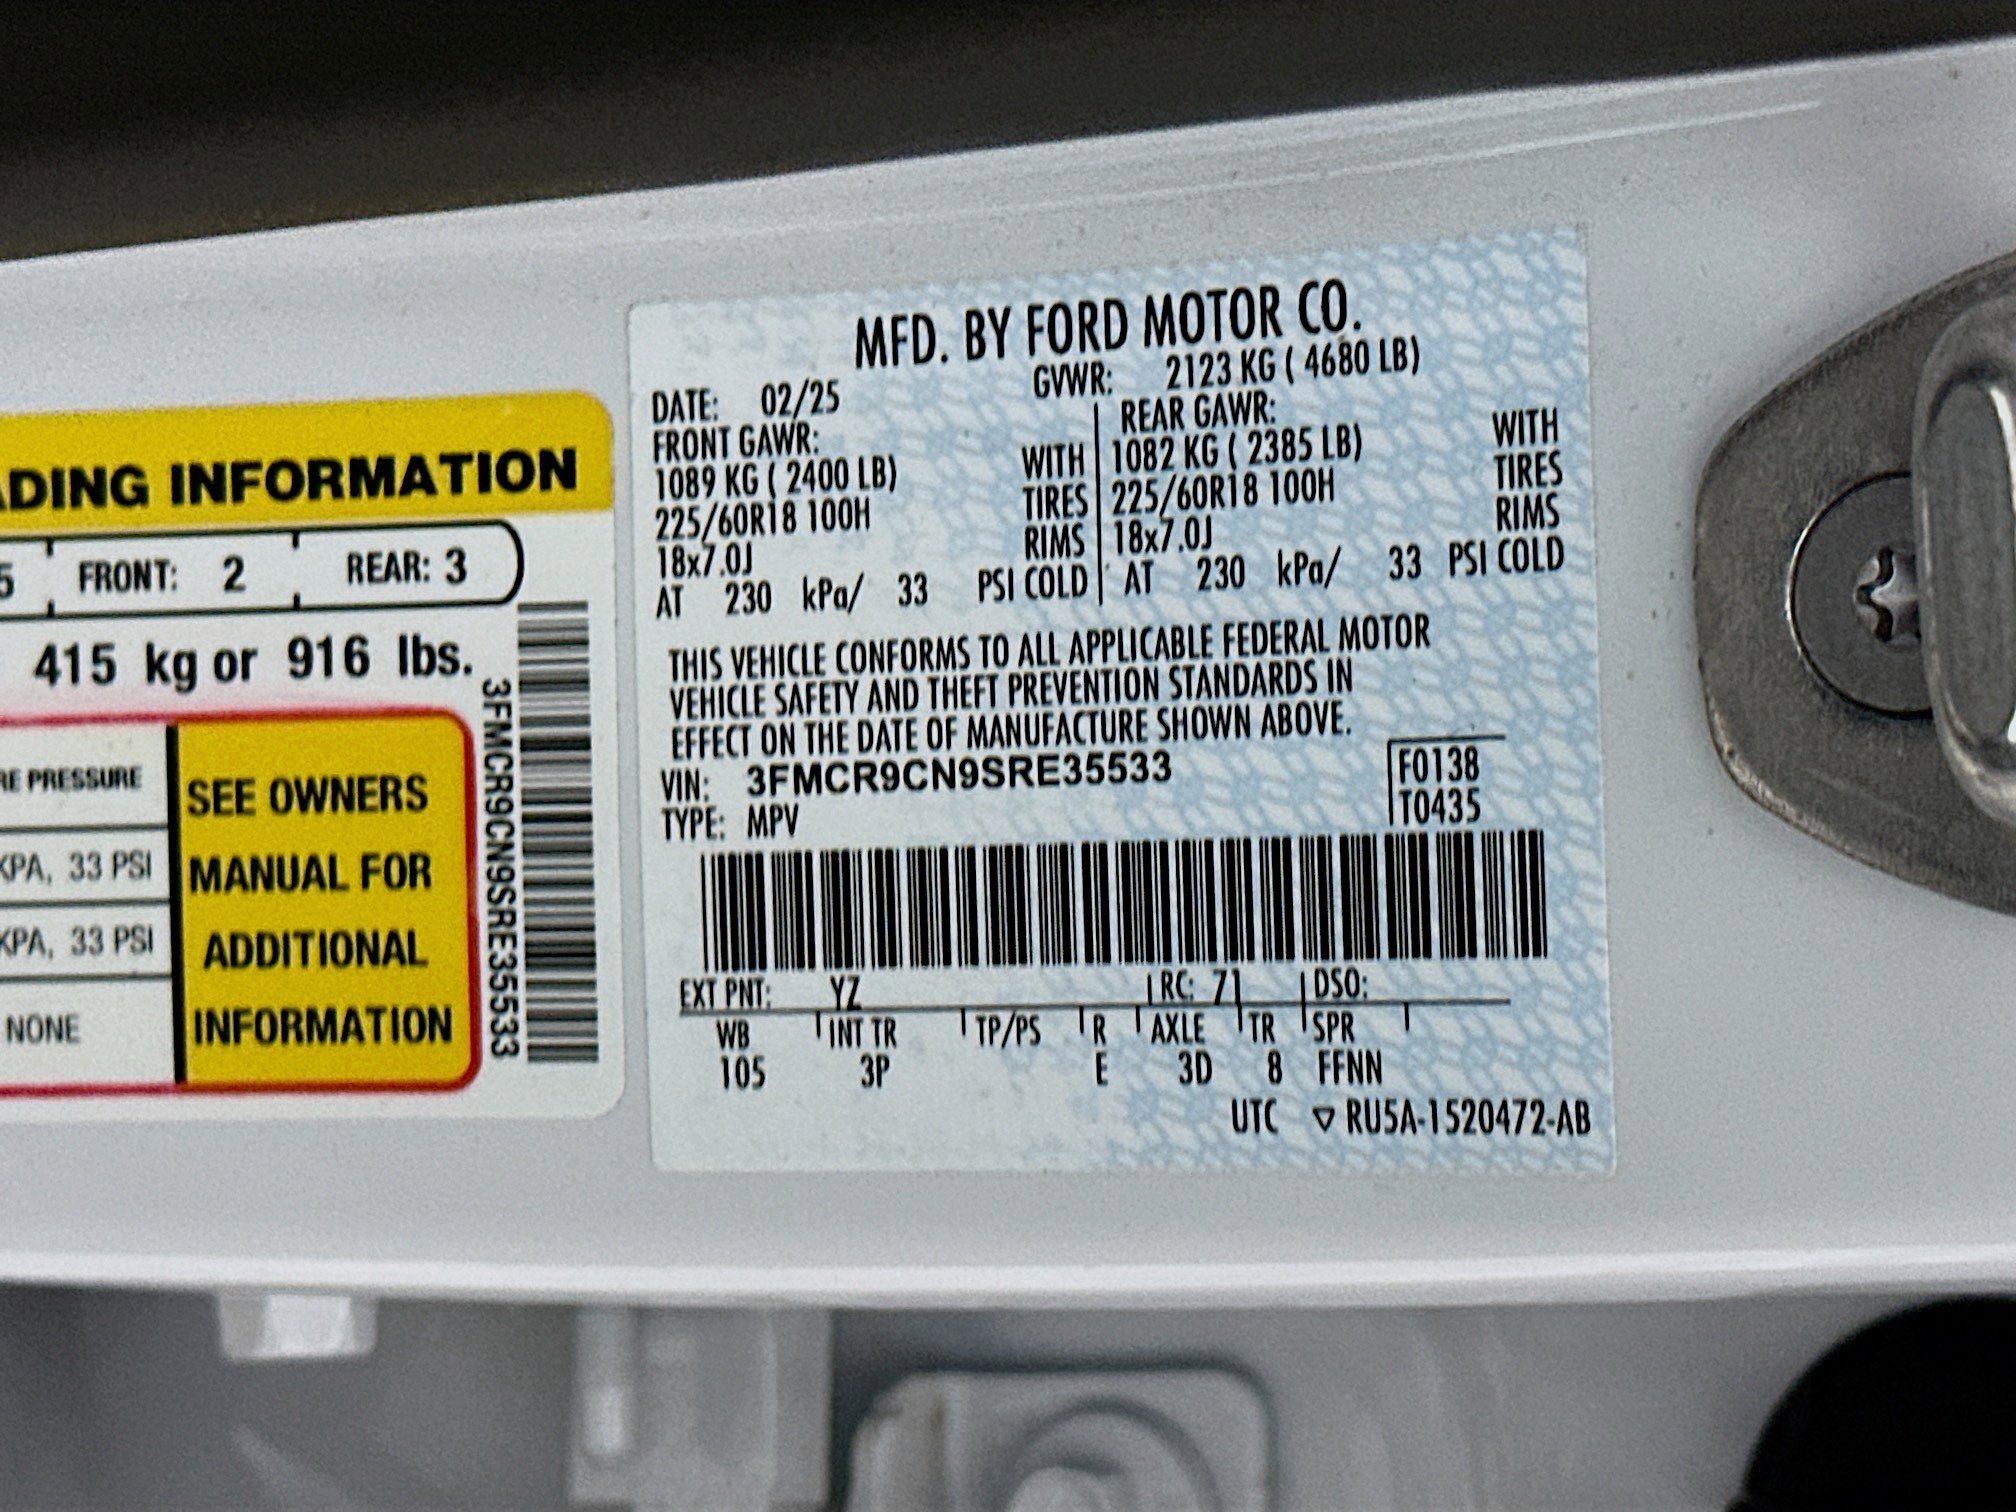 ADING INFORMATION
5 FRONT: 2 REAR: 3
415 kg or 916 lbs.
RE PRESSURE
KPA, 33 PSI
KPA, 33 PSI
NONE
SEE OWNERS
MANUAL FOR
ADDITIONAL
INFORMATION
3FMCR9CN9SRE35533
MFD. BY FORD MOTOR CO.
DATE: 02/25 GVWR: 2123 KG ( 4680 LB)
FRONT GAWR: REAR GAWR:
1089 KG ( 2400 LB) WITH 1082 KG ( 2385 LB) WITH
225/60R18 100H TIRES 225/60R18 100H TIRES
18x7.0J RIMS 18x7.0J RIMS
AT 230 kPa/ 33 PSI COLD AT 230 kPa/ 33 PSI COLD
THIS VEHICLE CONFORMS TO ALL APPLICABLE FEDERAL MOTOR
VEHICLE SAFETY AND THEFT PREVENTION STANDARDS IN
EFFECT ON THE DATE OF MANUFACTURE SHOWN ABOVE.
VIN: 3FMCR9CN9SRE35533 F0138
TYPE: MPV T0435
EXT PNT: YZ RC: 71 DSO:
WB INT TR TP/PS R AXLE TR SPR
105 3P E 3D 8 FFNN
UTC ▽ RU5A-1520472-AB